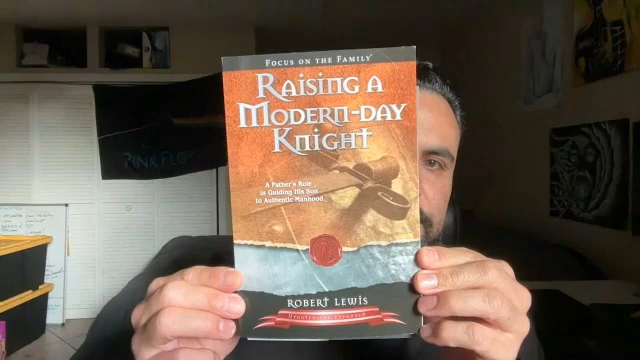 Focus on the Family®
Raising a
Modern-day
Knight
A Father's Role
in Guiding His Son
to Authentic Manhood
Robert Lewis
Updated and Expanded
PINK FLOYD